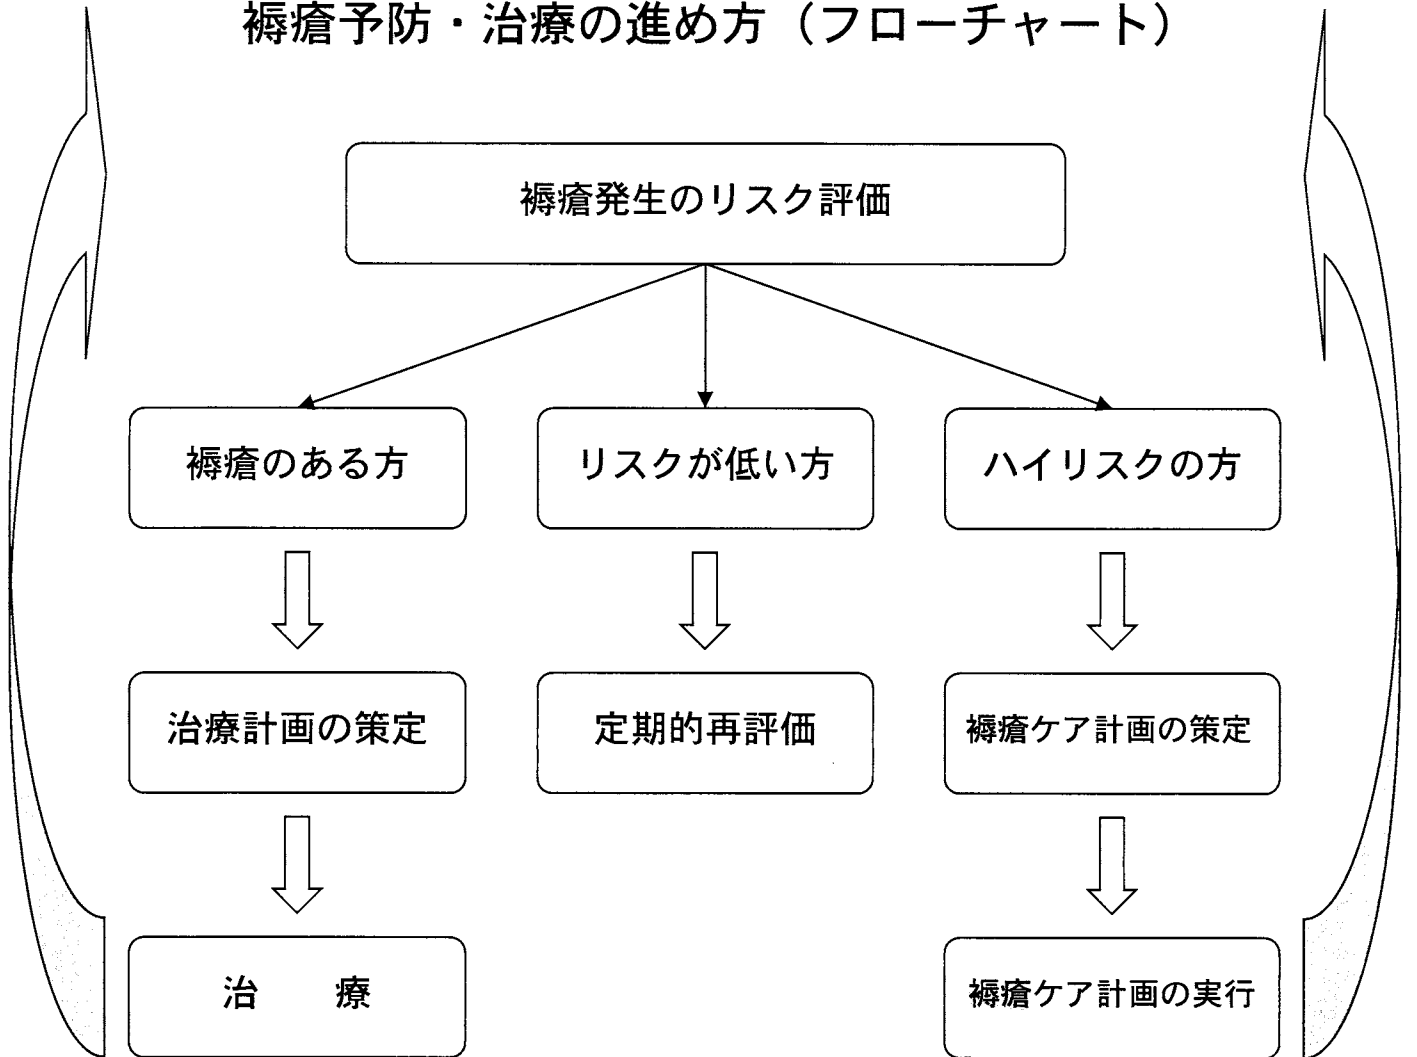 褥瘡予防・治療の進め方（フローチャート）
褥瘡発生のリスク評価
褥瘡のある方
リスクが低い方
ハイリスクの方
治療計画の策定
定期的再評価
褥瘡ケア計画の策定
治　　療
褥瘡ケア計画の実行